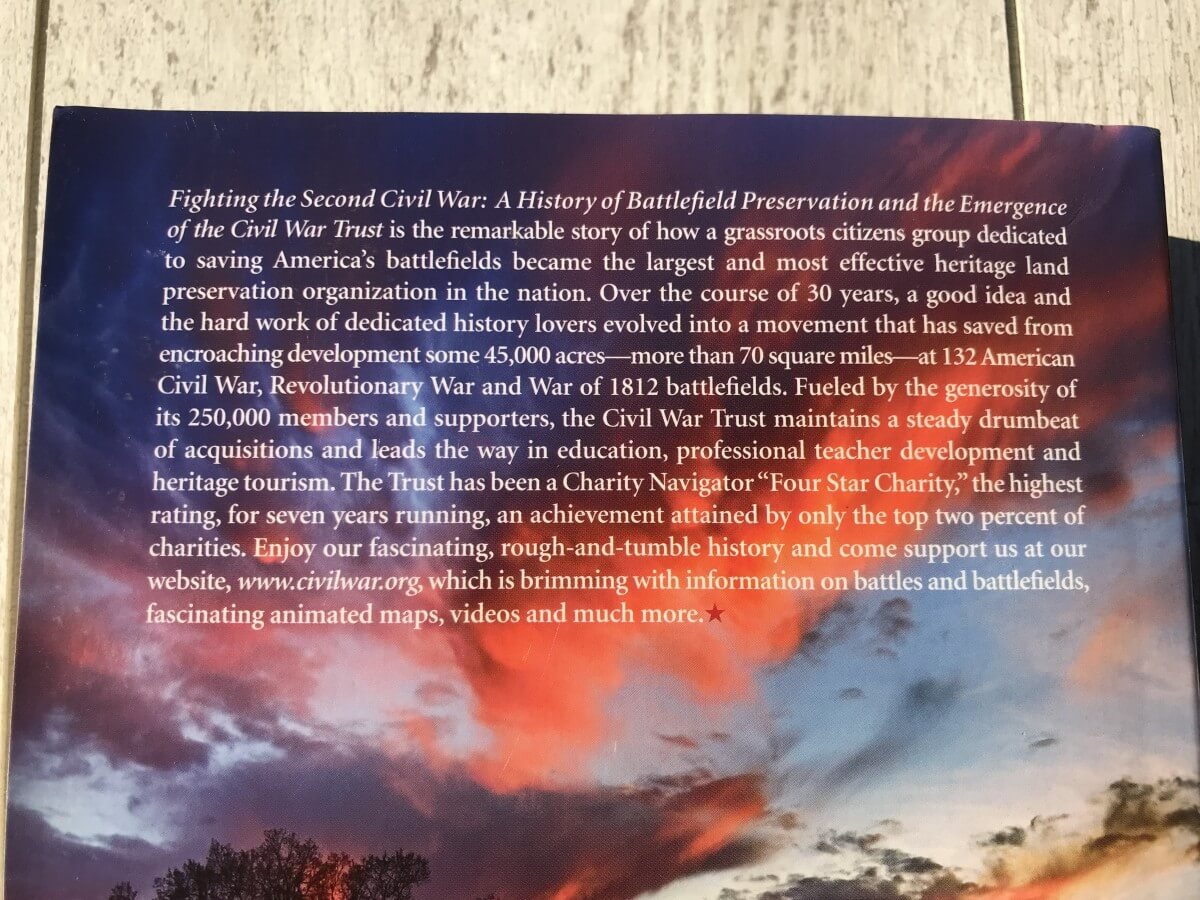 Fighting the Second Civil War: A History of Battlefield Preservation and the Emergence
of the Civil War Trust is the remarkable story of how a grassroots citizens group dedicated
to saving America's battlefields became the largest and most effective heritage land
preservation organization in the nation. Over the course of 30 years, a good idea and
the hard work of dedicated history lovers evolved into a movement that has saved from
encroaching development some 45,000 acres—more than 70 square miles—at 132 American
Civil War, Revolutionary War and War of 1812 battlefields. Fueled by the generosity of
its 250,000 members and supporters, the Civil War Trust maintains a steady drumbeat
of acquisitions and leads the way in education, professional teacher development and
heritage tourism. The Trust has been a Charity Navigator “Four Star Charity,” the highest
rating, for seven years running, an achievement attained by only the top two percent of
charities. Enjoy our fascinating, rough-and-tumble history and come support us at our
website, www.civilwar.org, which is brimming with information on battles and battlefields,
fascinating animated maps, videos and much more.★